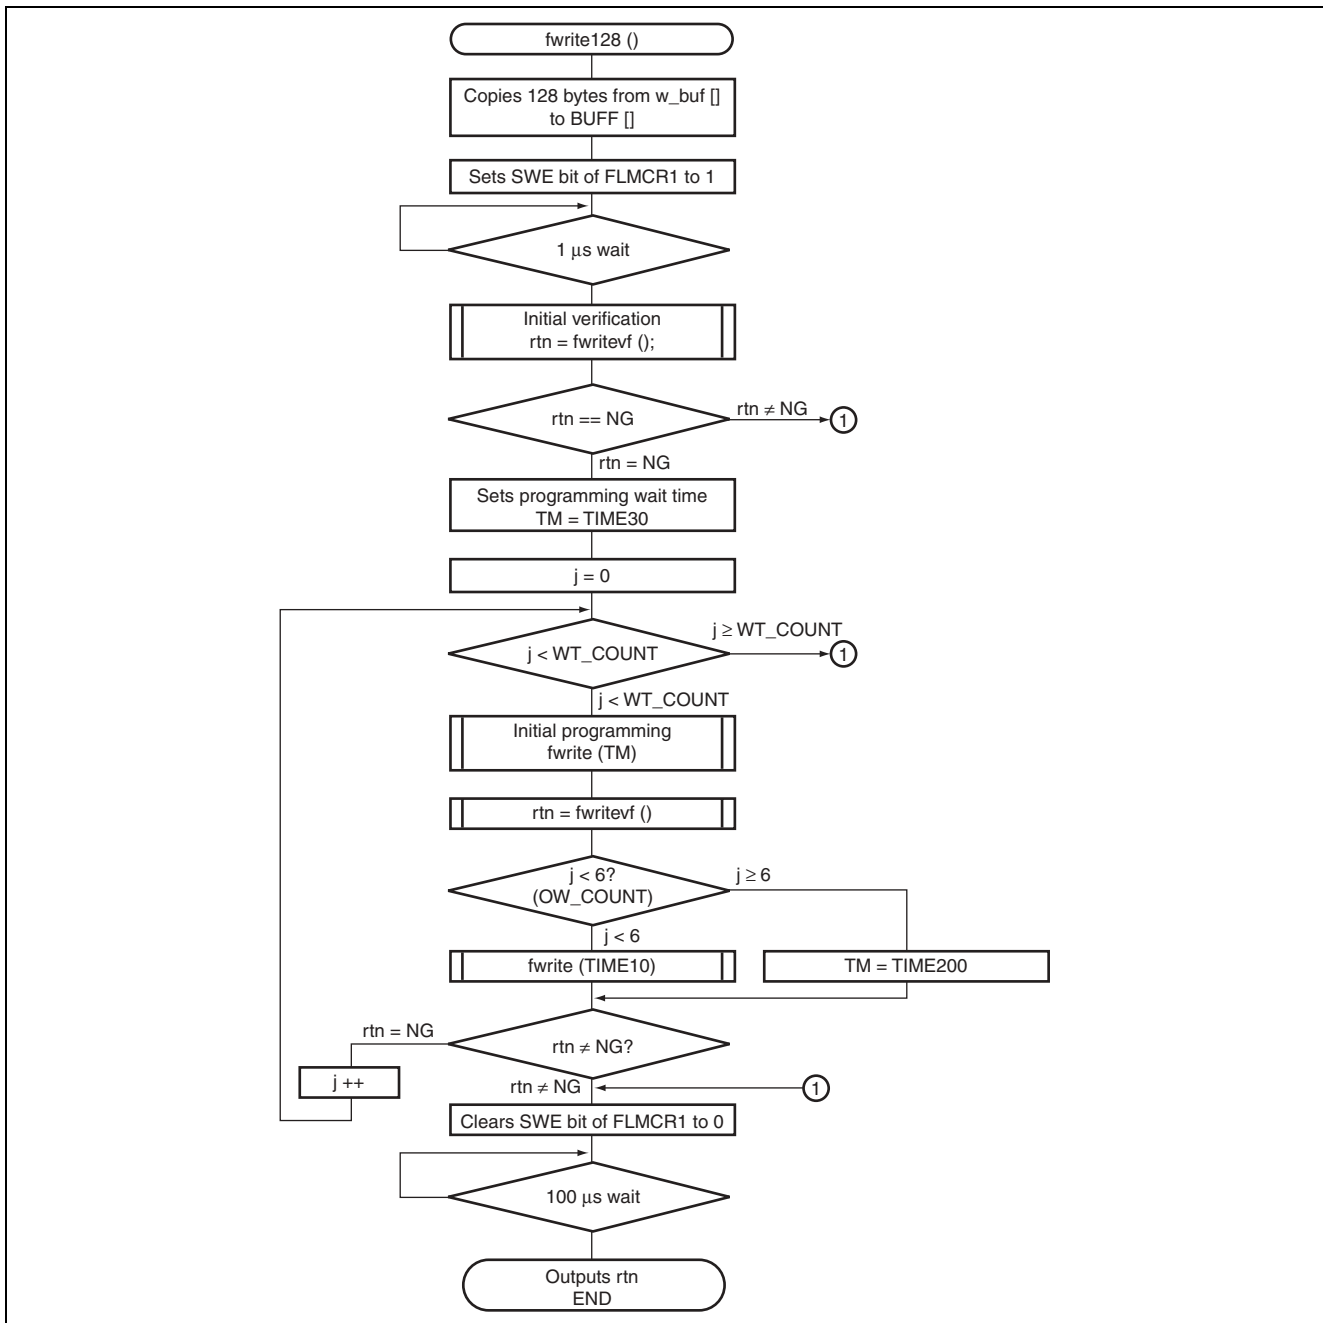 fwrite128 ()
Copies 128 bytes from w_buf []
to BUFF []
Sets SWE bit of FLMCR1 to 1
1 μs wait
Initial verification
rtn = fwritevf ();
rtn == NG
rtn ≠ NG
1
rtn = NG
Sets programming wait time
TM = TIME30
j = 0
j ≥ WT_COUNT
j < WT_COUNT
1
j < WT_COUNT
Initial programming
fwrite (TM)
rtn = fwritevf ()
j < 6?
(OW_COUNT)
j ≥ 6
j < 6
fwrite (TIME10)
TM = TIME200
rtn = NG
rtn ≠ NG?
j ++
rtn ≠ NG
1
Clears SWE bit of FLMCR1 to 0
100 μs wait
Outputs rtn
END